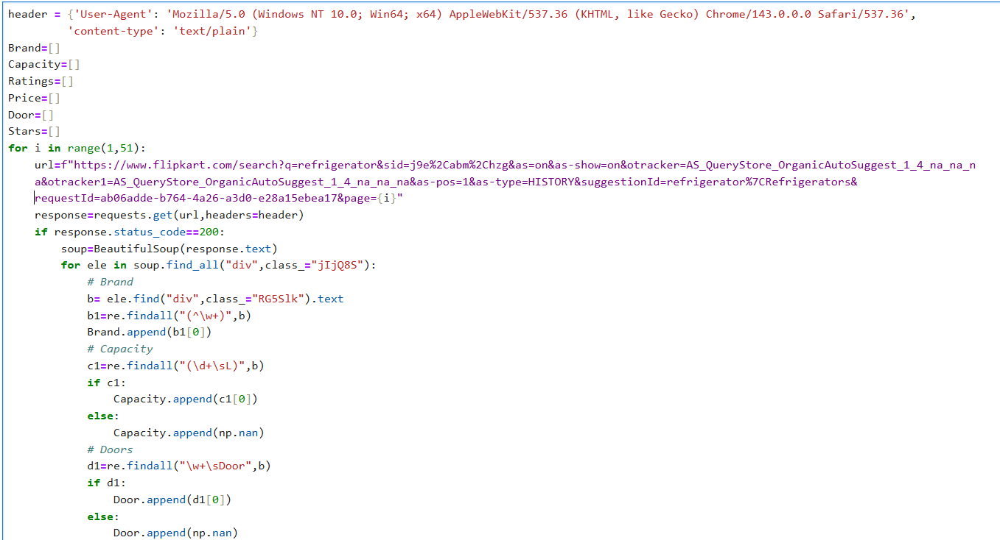 header = {'User-Agent': 'Mozilla/5.0 (Windows NT 10.0; Win64; x64) AppleWebKit/537.36 (KHTML, like Gecko) Chrome/143.0.0.0 Safari/537.36',
         'content-type': 'text/plain'}
Brand=[]
Capacity=[]
Ratings=[]
Price=[]
Door=[]
Stars=[]
for i in range(1,51):
    url=f"https://www.flipkart.com/search?q=refrigerator&sid=j9e%2Cabm%2Chzg&as=on&as-show=on&otracker=AS_QueryStore_OrganicAutoSuggest_1_4_na_na_n
    a&otracker1=AS_QueryStore_OrganicAutoSuggest_1_4_na_na_na&as-pos=1&as-type=HISTORY&suggestionId=refrigerator%7CRefrigerators&
    requestId=ab06adde-b764-4a26-a3d0-e28a15ebea17&page={i}"
    response=requests.get(url,headers=header)
    if response.status_code==200:
        soup=BeautifulSoup(response.text)
        for ele in soup.find_all("div",class_="jIjQ8S"):
            # Brand
            b= ele.find("div",class_="RG5Slk").text
            b1=re.findall("(^\w+)",b)
            Brand.append(b1[0])
            # Capacity
            c1=re.findall("(\d+\sL)",b)
            if c1:
                Capacity.append(c1[0])
            else:
                Capacity.append(np.nan)
            # Doors
            d1=re.findall("\w+\sDoor",b)
            if d1:
                Door.append(d1[0])
            else:
                Door.append(np.nan)